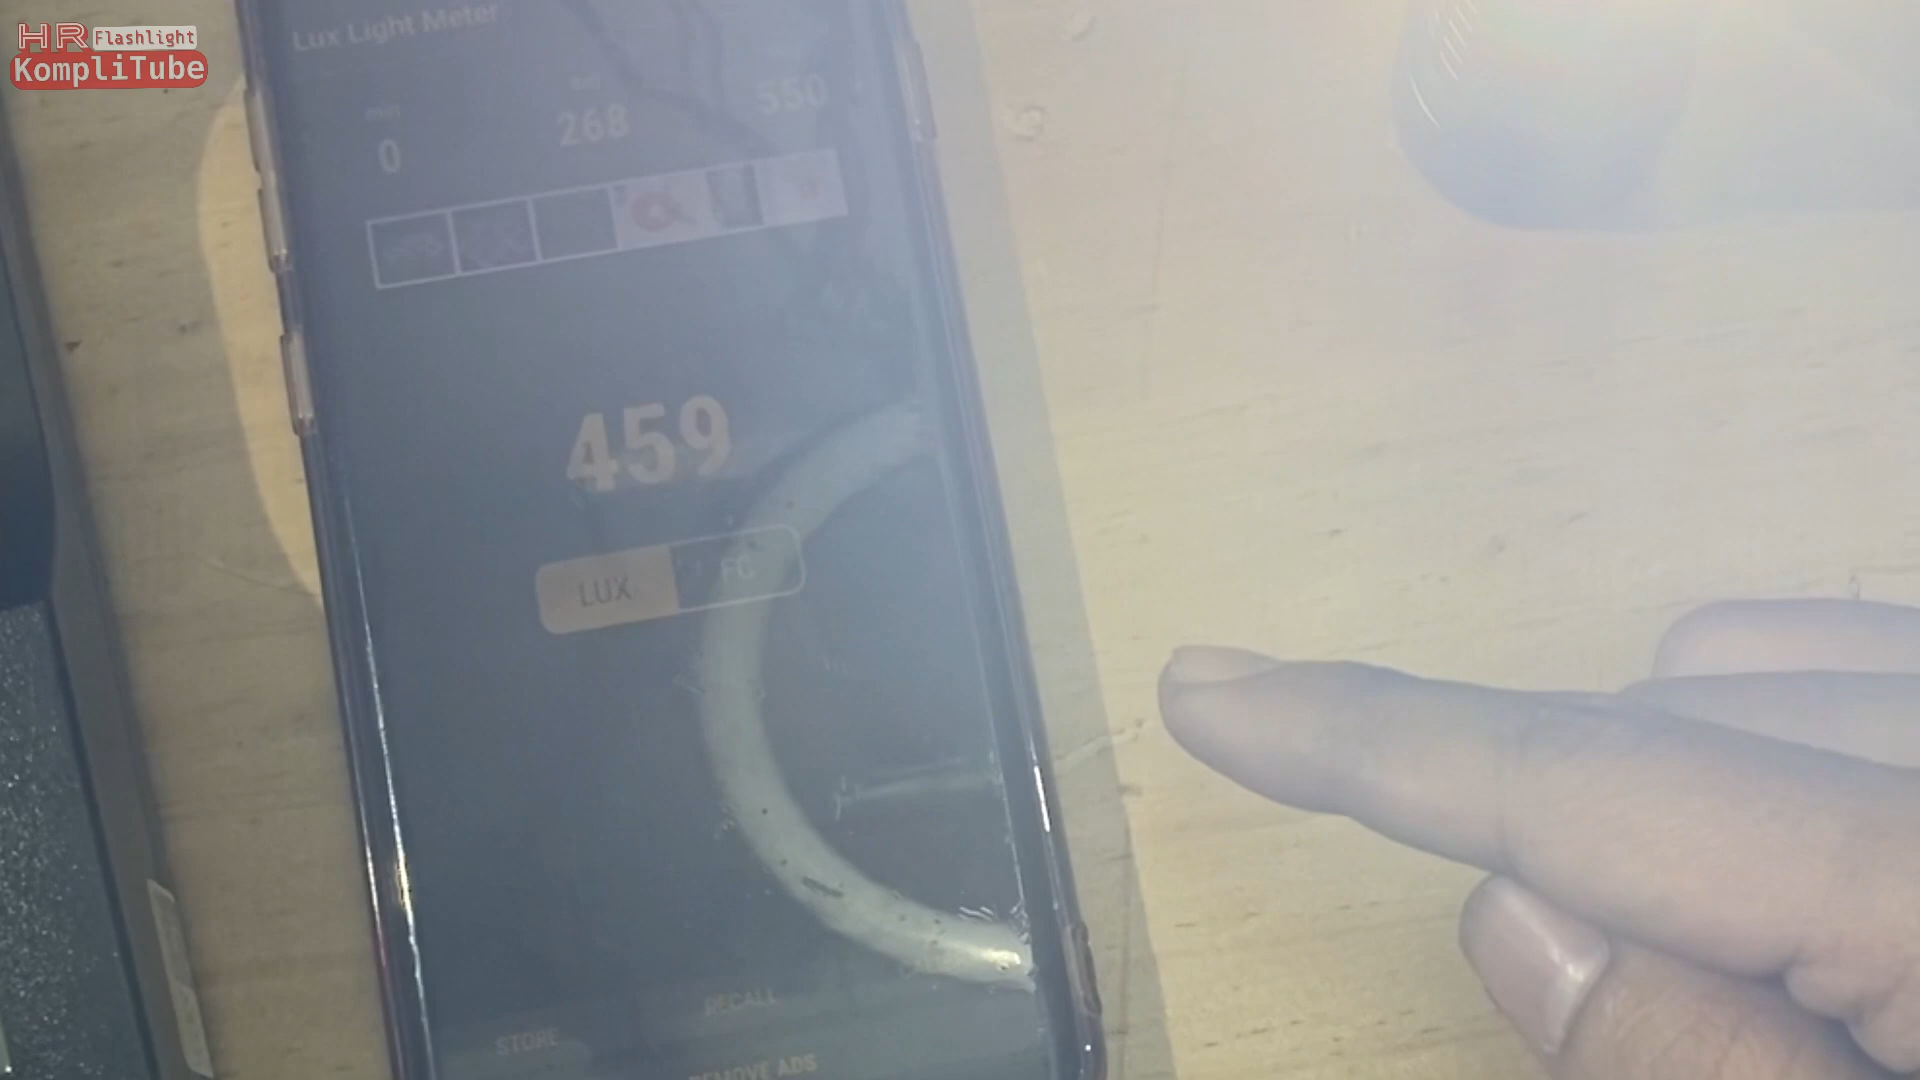 HR Flashlight
KompliTube
Lux Light Meter
min
0
268
550
459
LUX FC
STORE
RECALL
REMOVE ADS